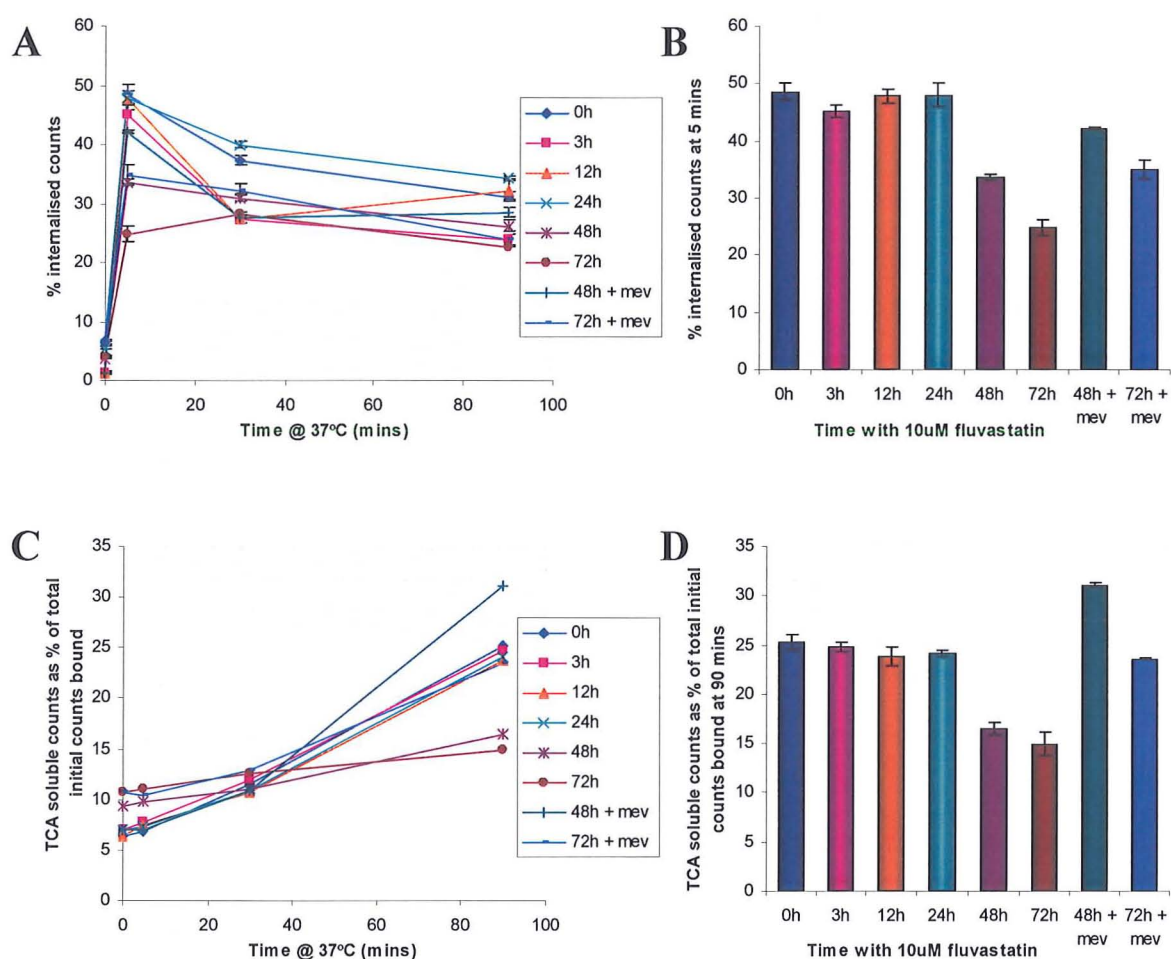 A
60
50
40
30
20
10
0
% internalised counts
0
20
40
60
80
100
Time @ 37ºC (mins)
0h
3h
12h
24h
48h
72h
48h + mev
72h + mev
B
60
50
40
30
20
10
0
% internalised counts at 5 mins
0h
3h
12h
24h
48h
72h
48h +
mev
72h +
mev
Time with 10uM fluvastatin
C
35
30
25
20
15
10
5
0
TCA soluble counts as % of total
initial counts bound
0
20
40
60
80
100
Time @ 37ºC (mins)
0h
3h
12h
24h
48h
72h
48h + mev
72h + mev
D
35
30
25
20
15
10
5
0
TCA soluble counts as % of total initial
counts bound at 90 mins
0h
3h
12h
24h
48h
72h
48h +
mev
72h +
mev
Time with 10uM fluvastatin